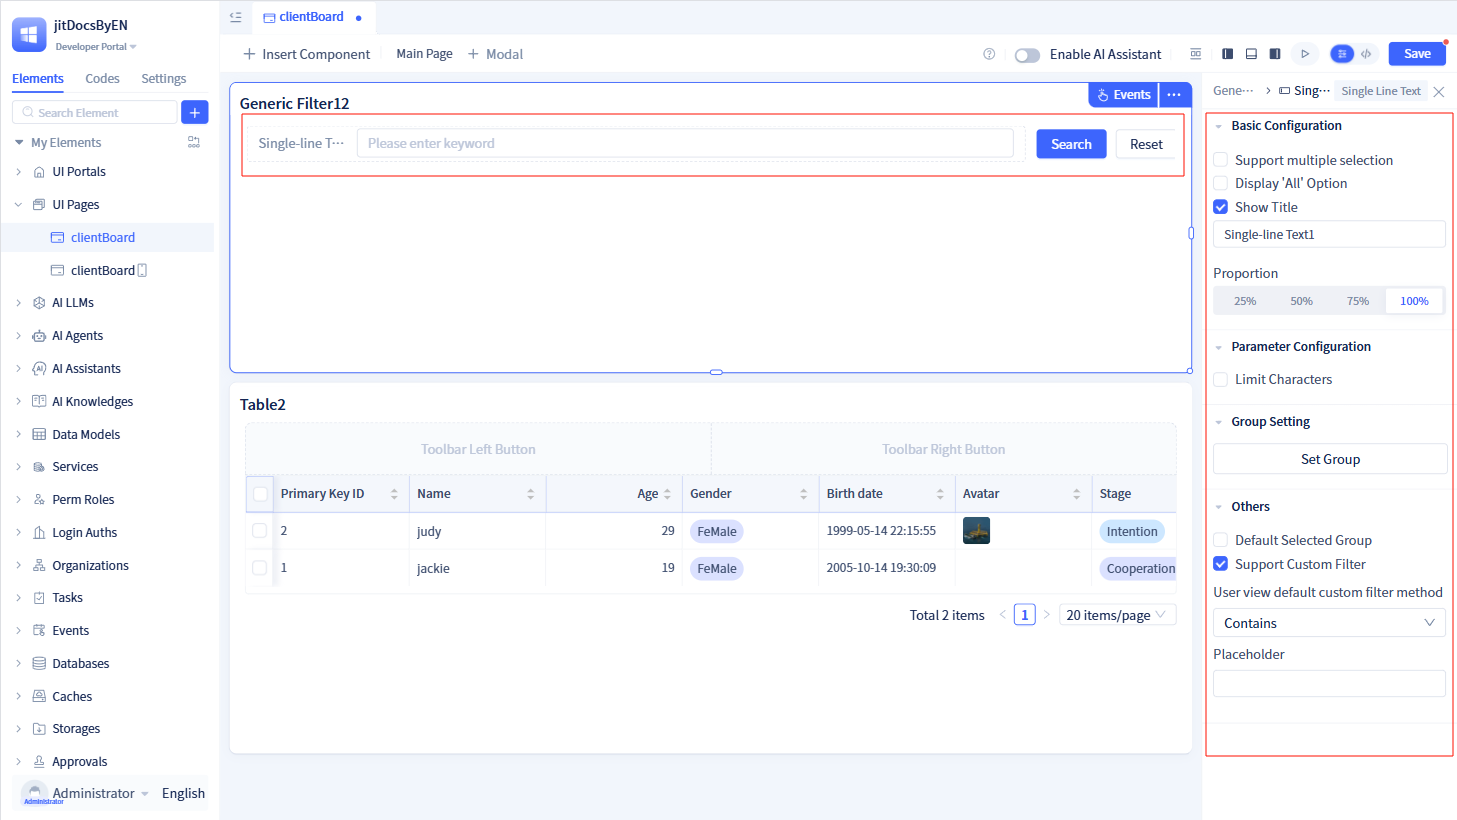 jitDocsByEN
Developer Portal
Elements
Codes
Settings
Search Element
My Elements
UI Portals
UI Pages
clientBoard
clientBoard
AI LLMs
AI Agents
AI Assistants
AI Knowledges
Data Models
Services
Perm Roles
Login Auths
Organizations
Tasks
Events
Databases
Caches
Storages
Approvals
Administrator
Administrator
English
clientBoard
Insert Component
Main Page
Modal
Enable AI Assistant
Save
Generic Filter12
Events
Single-line T···
Please enter keyword
Search
Reset
Table2
Toolbar Left Button
Toolbar Right Button
Primary Key ID
Name
Age
Gender
Birth date
Avatar
Stage
2
judy
29
FeMale
1999-05-14 22:15:55
Intention
1
jackie
19
FeMale
2005-10-14 19:30:09
Cooperation
Total 2 items
1
20 items/page
Gene···
Sing···
Single Line Text
Basic Configuration
Support multiple selection
Display 'All' Option
Show Title
Single-line Text1
Proportion
25%
50%
75%
100%
Parameter Configuration
Limit Characters
Group Setting
Set Group
Others
Default Selected Group
Support Custom Filter
User view default custom filter method
Contains
Placeholder